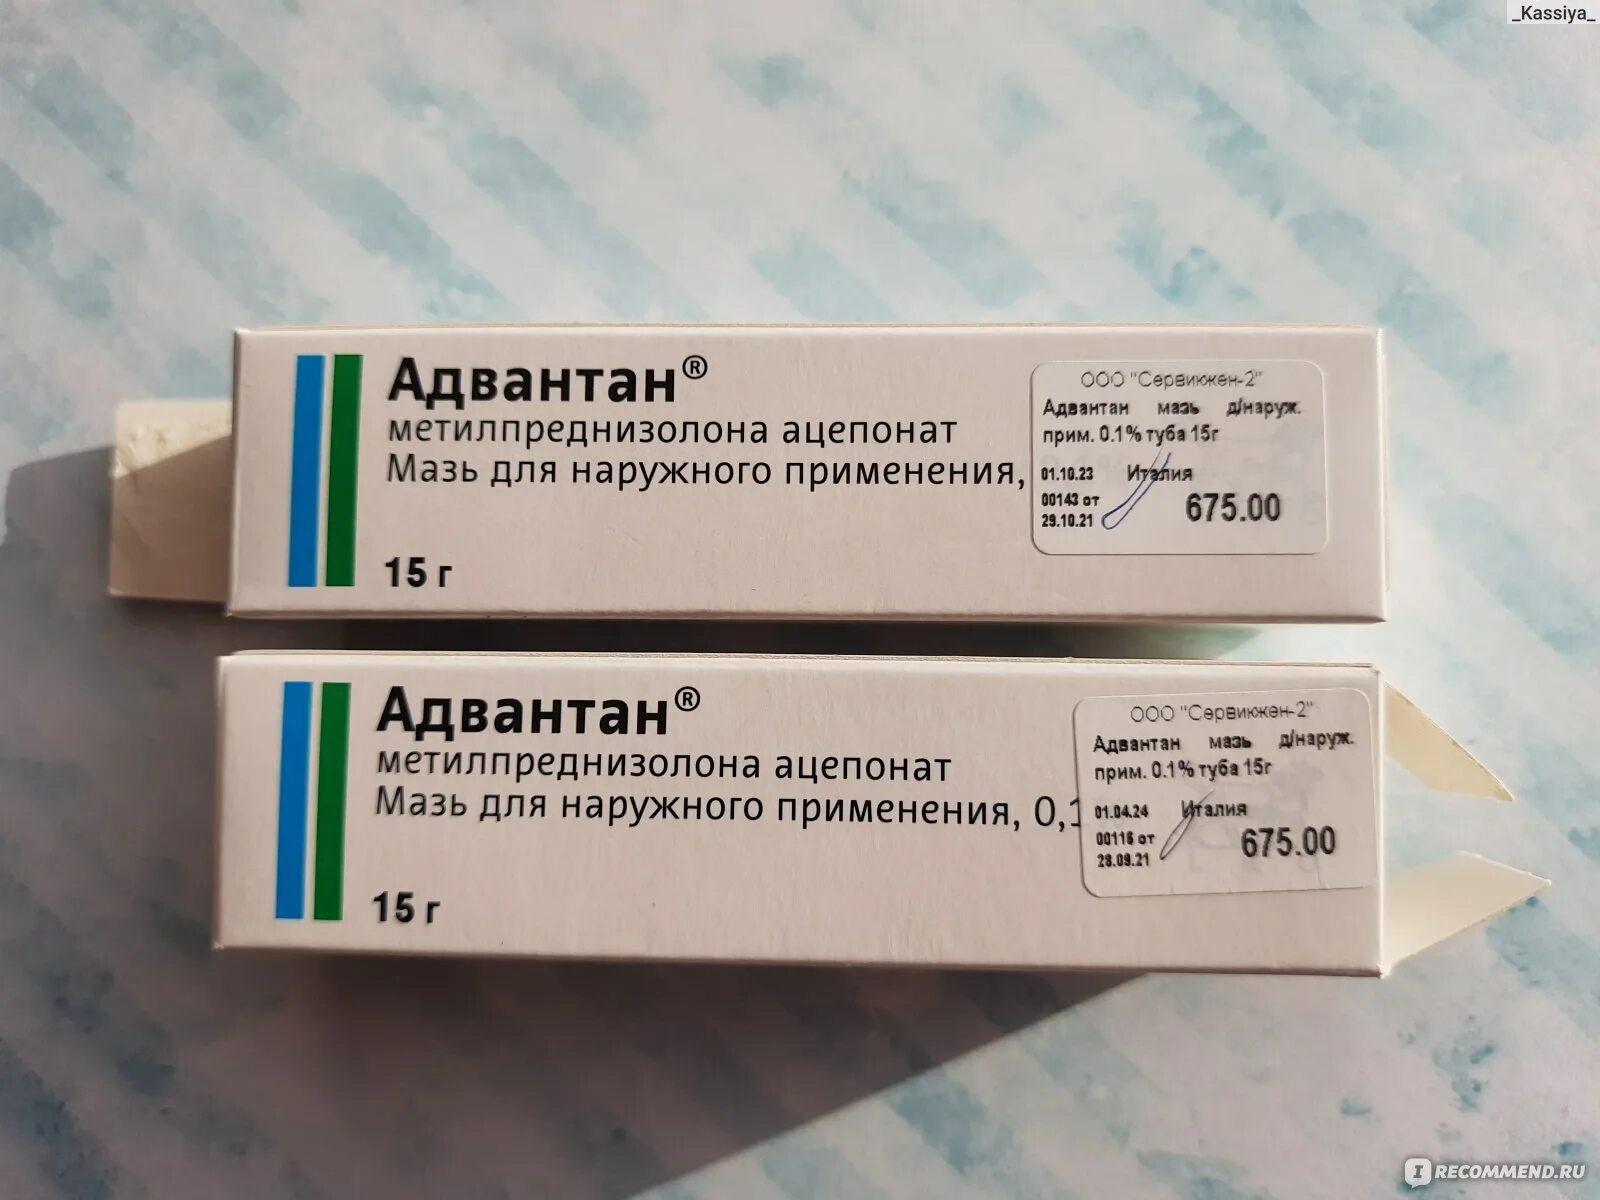 _Kassiya_
Адвантан®
метилпреднизолона ацепонат
Мазь для наружного применения,
15 г
ООО "Сервикжен-2"
Адвантан мазь д/наруж.
прим. 0.1% туба 15г
01.10.23 Италия
00143 от
29.10.21
675.00
Адвантан®
метилпреднизолона ацепонат
Мазь для наружного применения, 0,1
15 г
ООО "Сервикжен-2"
Адвантан мазь д/наруж.
прим. 0.1% туба 15г
01.04.24 Италия
00116 от
28.09.21
675.00
IRECOMMEND.RU